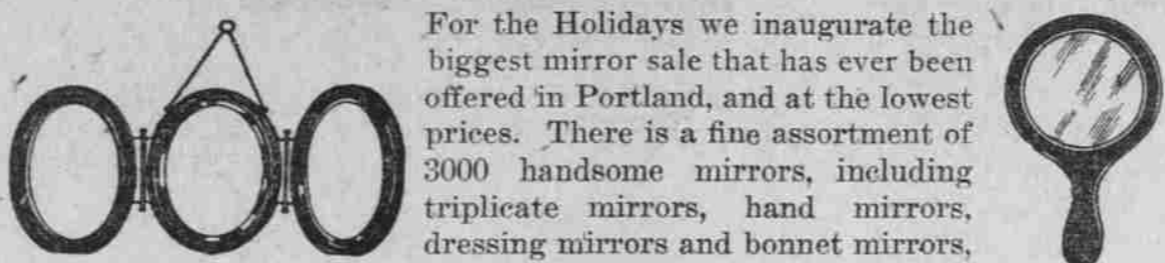 For the Holidays we inaugurate the
biggest mirror sale that has ever been
offered in Portland, and at the lowest
prices. There is a fine assortment of
3000 handsome mirrors, including
triplicate mirrors, hand mirrors,
dressing mirrors and bonnet mirrors,